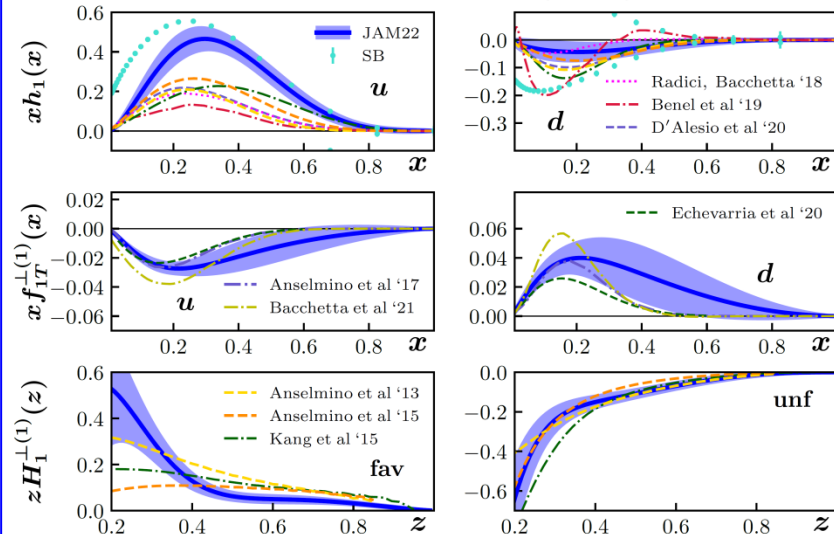 xh₁(x)
0.6
0.4
0.2
0.0
JAM22
SB
u
0.2 0.4 0.6 0.8 x
0.0
−0.1
−0.2
−0.3
d
Radici, Bacchetta ‘18
Benel et al ‘19
D′Alesio et al ‘20
0.2 0.4 0.6 0.8 x
xf₁T^⊥(1)(x)
0.02
−0.00
−0.02
−0.04
−0.06
u
Anselmino et al ‘17
Bacchetta et al ‘21
0.2 0.4 0.6 0.8 x
0.06
0.04
0.02
0.00
Echevarria et al ‘20
d
0.2 0.4 0.6 0.8 x
zH₁^⊥(1)(z)
0.6
0.4
0.2
0.0
Anselmino et al ‘13
Anselmino et al ‘15
Kang et al ‘15
fav
0.2 0.4 0.6 0.8 z
0.0
−0.2
−0.4
−0.6
unf
0.2 0.4 0.6 0.8 z